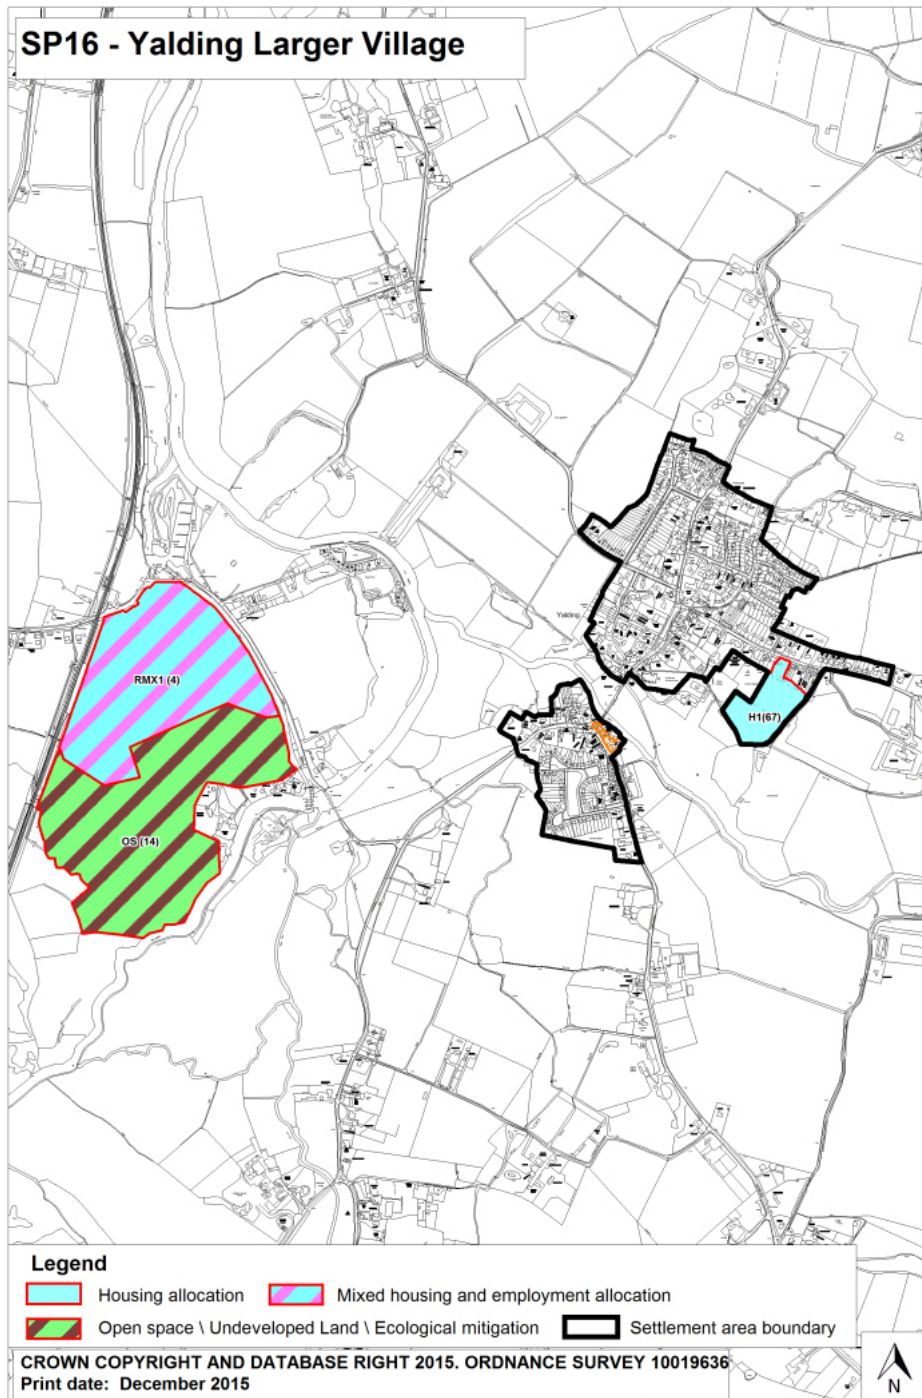 SP16 - Yalding Larger Village
Yalding
RMX1 (4)
H1(67)
OS (14)
Legend
Housing allocation
Mixed housing and employment allocation
Open space \ Undeveloped Land \ Ecological mitigation
Settlement area boundary
CROWN COPYRIGHT AND DATABASE RIGHT 2015. ORDNANCE SURVEY 10019636
Print date: December 2015
N